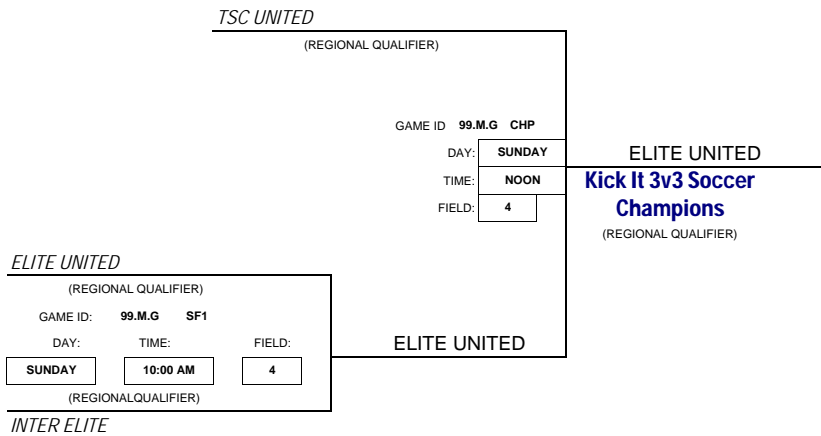 TSC UNITED
(REGIONAL QUALIFIER)
GAME ID 99.M.G CHP
DAY: SUNDAY
TIME: NOON
FIELD: 4
ELITE UNITED
Kick It 3v3 Soccer
Champions
(REGIONAL QUALIFIER)
ELITE UNITED
(REGIONAL QUALIFIER)
GAME ID: 99.M.G SF1
DAY: TIME: FIELD:
SUNDAY 10:00 AM 4
(REGIONALQUALIFIER)
INTER ELITE
ELITE UNITED